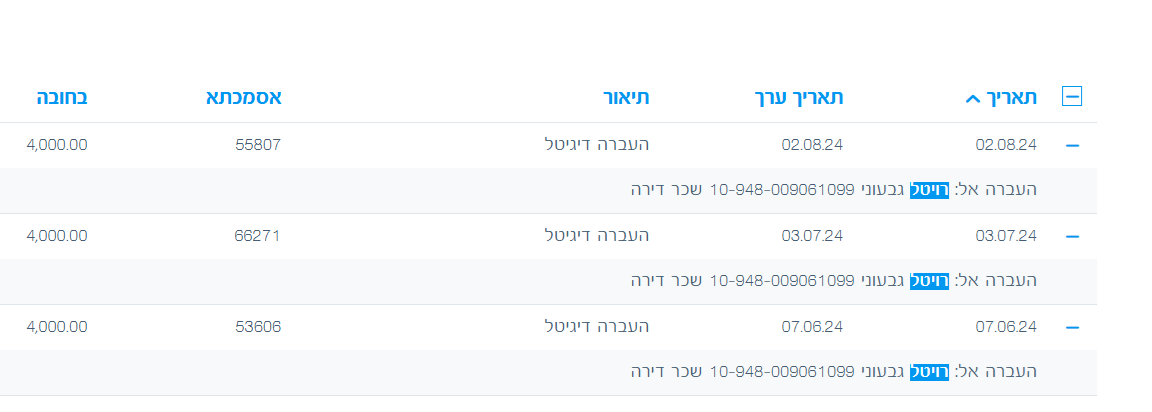 תאריך תאריך ערך תיאור אסמכתא בחובה
02.08.24 02.08.24 העברה דיגיטל 55807 4,000.00
העברה אל: רויטל גבעוני 10-948-009061099 שכר דירה
03.07.24 03.07.24 העברה דיגיטל 66271 4,000.00
העברה אל: רויטל גבעוני 10-948-009061099 שכר דירה
07.06.24 07.06.24 העברה דיגיטל 53606 4,000.00
העברה אל: רויטל גבעוני 10-948-009061099 שכר דירה